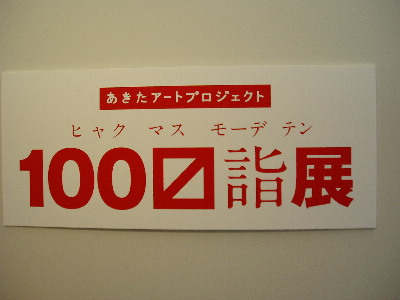 あきたアートプロジェクト
ヒャク マス モーデ テン
100〼詣展